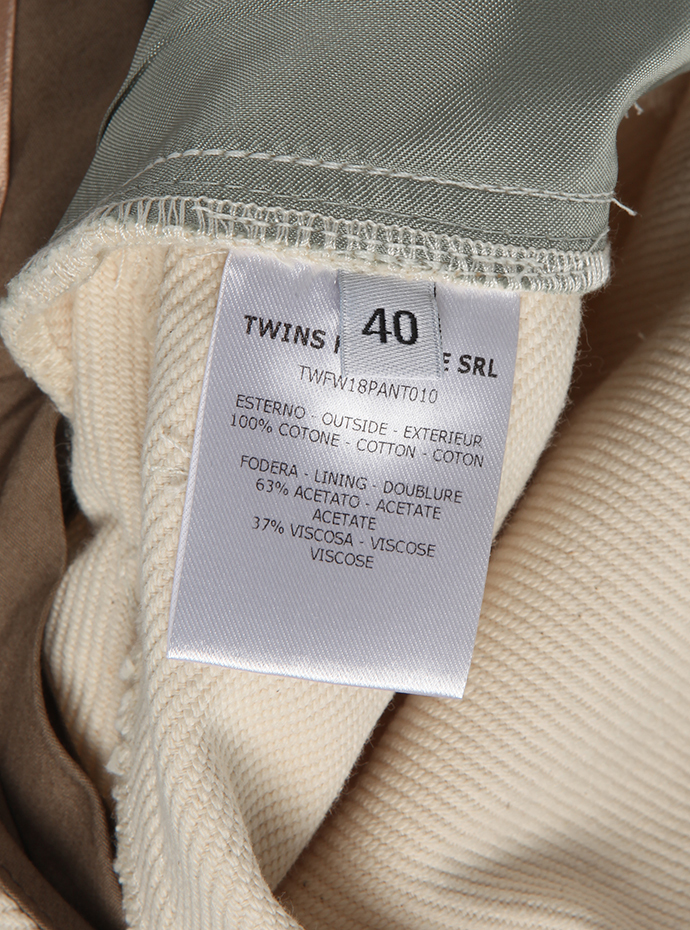 40
TWINS SRL
TWFW18PANT010
ESTERNO - OUTSIDE - EXTERIEUR
100% COTONE - COTTON - COTON
FODERA - LINING - DOUBLURE
63% ACETATO - ACETATE
ACETATE
37% VISCOSA - VISCOSE
VISCOSE